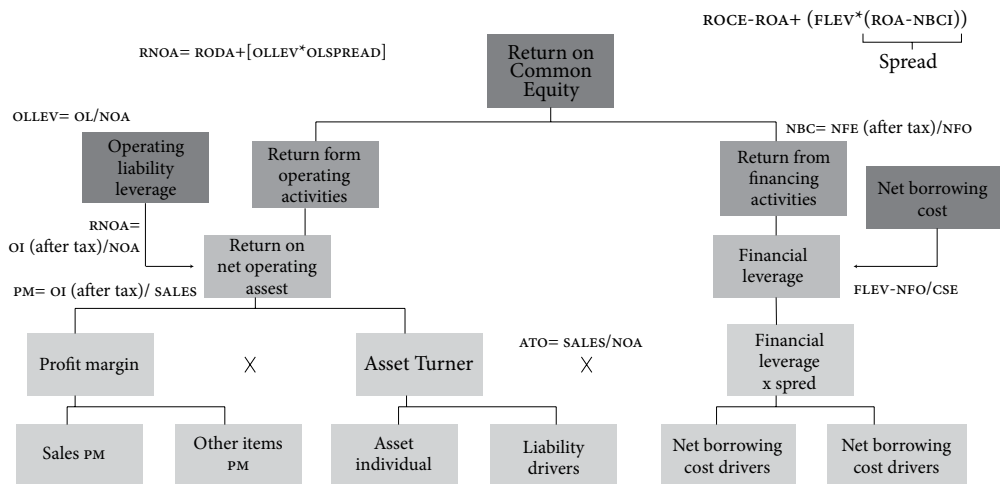 ROCE-ROA+ (FLEV*(ROA-NBCI))
Spread
RNOA= RODA+[OLLEV*OLSPREAD]
Return on
Common
Equity
OLLEV= OL/NOA
NBC= NFE (after tax)/NFO
Operating
liability
leverage
Return form
operating
activities
Return from
financing
activities
Net borrowing
cost
RNOA=
OI (after tax)/NOA
Return on
net operating
assest
Financial
leverage
PM= OI (after tax)/ SALES
FLEV-NFO/CSE
ATO= SALES/NOA
Profit margin
X
Asset Turner
X
Financial
leverage
x spred
Sales PM
Other items
PM
Asset
individual
Liability
drivers
Net borrowing
cost drivers
Net borrowing
cost drivers